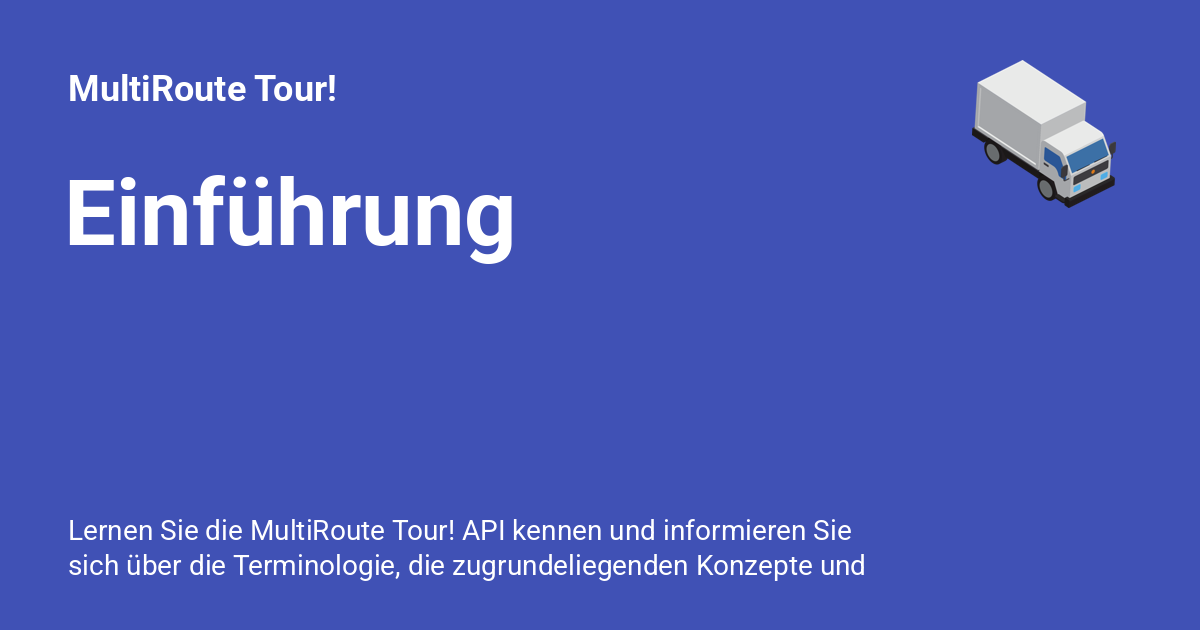 MultiRoute Tour!
Einführung
Lernen Sie die MultiRoute Tour! API kennen und informieren Sie
sich über die Terminologie, die zugrundeliegenden Konzepte und